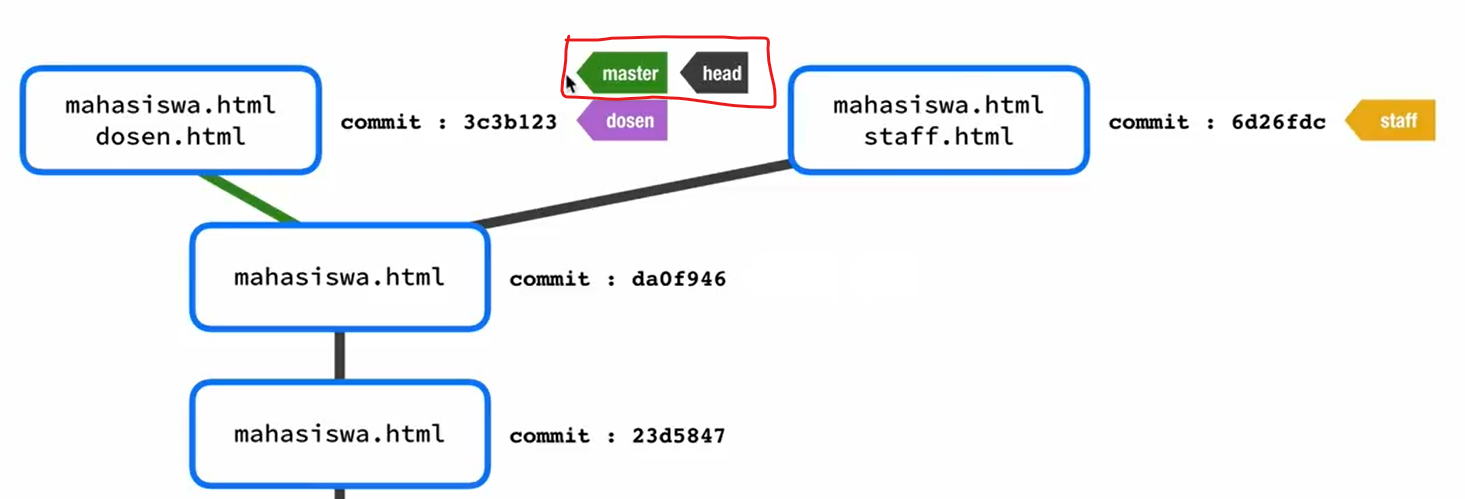 master head
mahasiswa.html
dosen.html
commit : 3c3b123 dosen
mahasiswa.html
staff.html
commit : 6d26fdc staff
mahasiswa.html
commit : da0f946
mahasiswa.html
commit : 23d5847